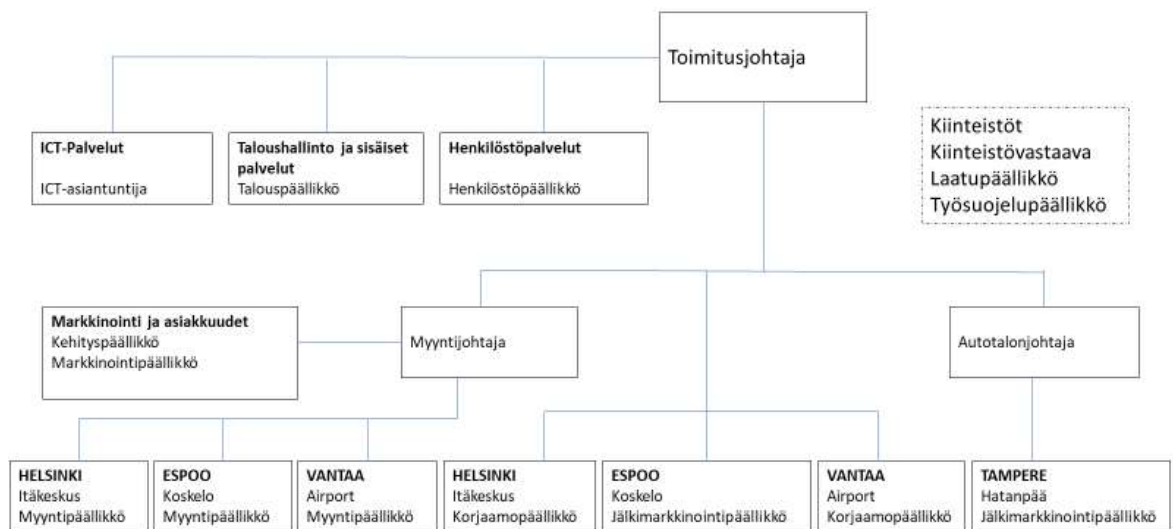 Toimitusjohtaja
ICT-Palvelut
ICT-asiantuntija
Taloushallinto ja sisäiset
palvelut
Talouspäällikkö
Henkilöstöpalvelut
Henkilöstöpäällikkö
Kiinteistöt
Kiinteistövastaava
Laatupäällikkö
Työsuojelupäällikkö
Markkinointi ja asiakkuudet
Kehityspäällikkö
Markkinointipäällikkö
Myyntijohtaja
Autotalonjohtaja
HELSINKI
Itäkeskus
Myyntipäällikkö
ESPOO
Koskelo
Myyntipäällikkö
VANTAA
Airport
Myyntipäällikkö
HELSINKI
Itäkeskus
Korjaamopäällikkö
ESPOO
Koskelo
Jälkimarkkinointipäällikkö
VANTAA
Airport
Korjaamopäällikkö
TAMPERE
Hatanpää
Jälkimarkkinointipäällikkö